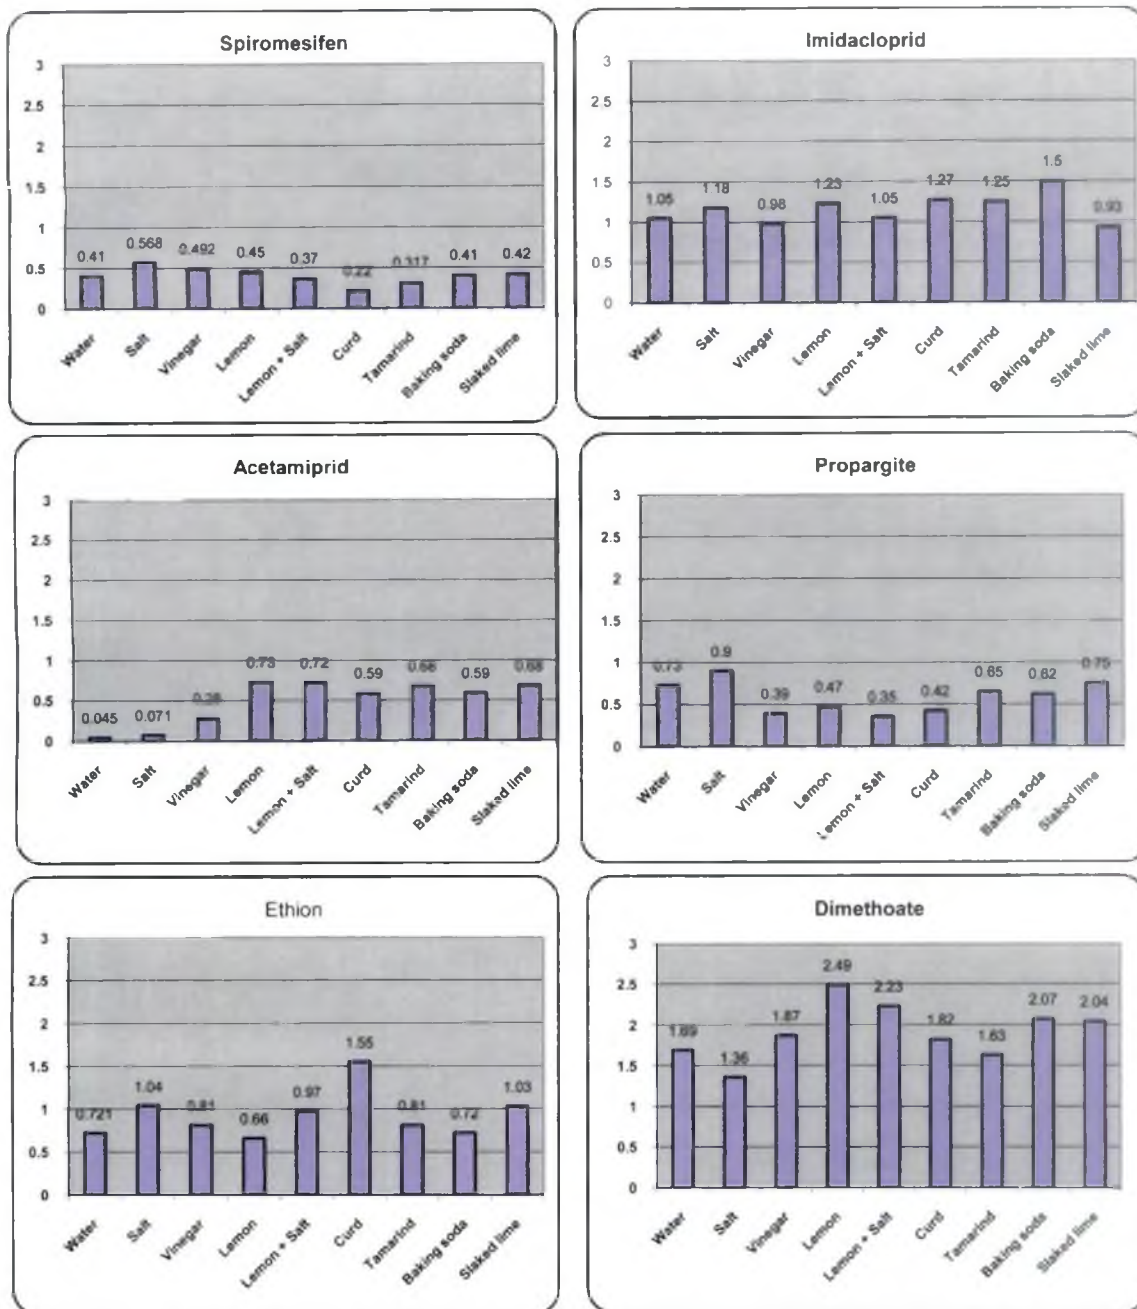 Spiromesifen
3
2.5
2
1.5
1
0.5
0
0.41
0.568
0.492
0.45
0.37
0.22
0.317
0.41
0.42
Water
Salt
Vinegar
Lemon
Lemon + Salt
Curd
Tamarind
Baking soda
Slaked lime
Imidacloprid
3
2.5
2
1.5
1
0.5
0
1.05
1.18
0.98
1.23
1.05
1.27
1.25
1.5
0.93
Water
Salt
Vinegar
Lemon
Lemon + Salt
Curd
Tamarind
Baking soda
Slaked lime
Acetamiprid
3
2.5
2
1.5
1
0.5
0
0.045
0.071
0.73
0.72
0.59
0.59
0.68
Water
Salt
Vinegar
Lemon
Lemon + Salt
Curd
Tamarind
Baking soda
Slaked lime
Propargite
3
2.5
2
1.5
1
0.5
0
0.73
0.9
0.39
0.47
0.35
0.42
0.65
0.62
0.75
Water
Salt
Vinegar
Lemon
Lemon + Salt
Curd
Tamarind
Baking soda
Slaked lime
Ethion
3
2.5
2
1.5
1
0.5
0
0.721
1.04
0.81
0.66
0.97
1.55
0.81
0.72
1.03
Water
Salt
Vinegar
Lemon
Lemon + Salt
Curd
Tamarind
Baking soda
Slaked lime
Dimethoate
3
2.5
2
1.5
1
0.5
0
1.69
1.36
1.87
2.49
2.23
1.82
1.63
2.07
2.04
Water
Salt
Vinegar
Lemon
Lemon + Salt
Curd
Tamarind
Baking soda
Slaked lime